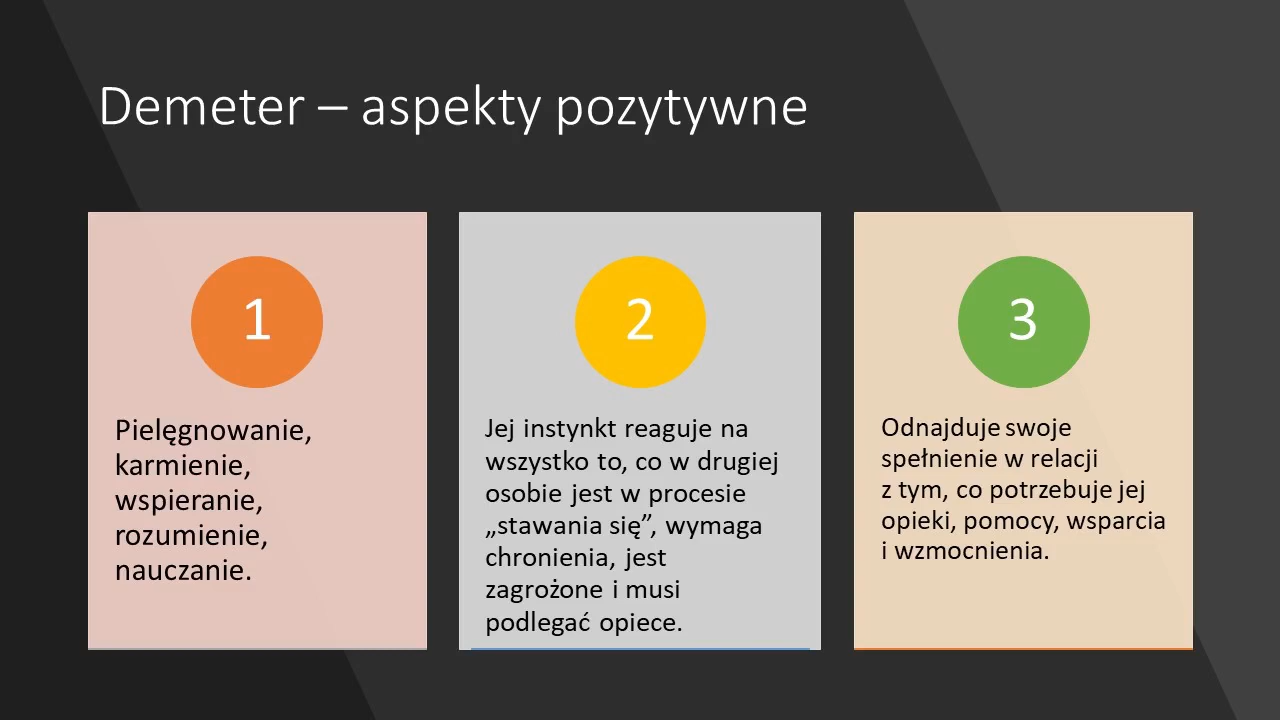 Demeter – aspekty pozytywne
1
Pielęgnowanie,
karmienie,
wspieranie,
rozumienie,
nauczanie.
2
Jej instynkt reaguje na
wszystko to, co w drugiej
osobie jest w procesie
„stawania się”, wymaga
chronienia, jest
zagrożone i musi
podlegać opiece.
3
Odnajduje swoje
spełnienie w relacji
z tym, co potrzebuje jej
opieki, pomocy, wsparcia
i wzmocnienia.